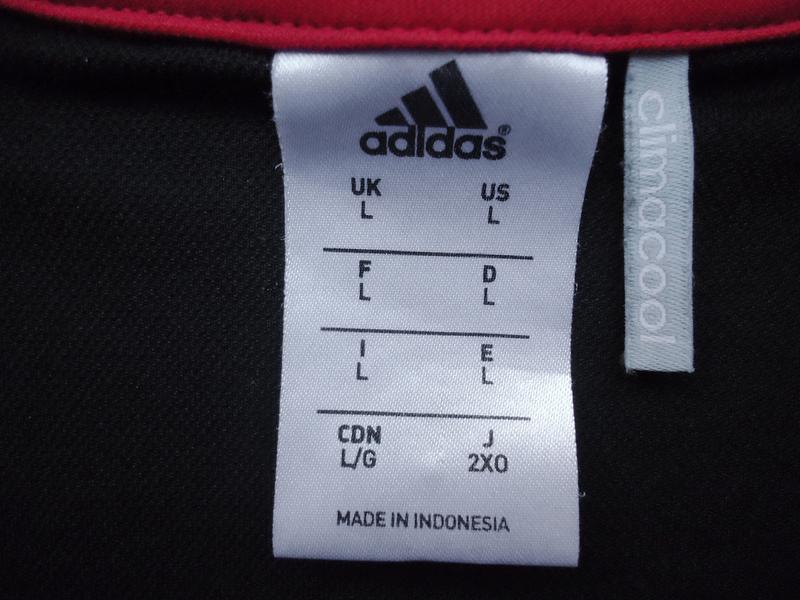 adidas®
UK US
L L
F D
L L
I E
L L
CDN J
L/G 2XO
MADE IN INDONESIA
climacool